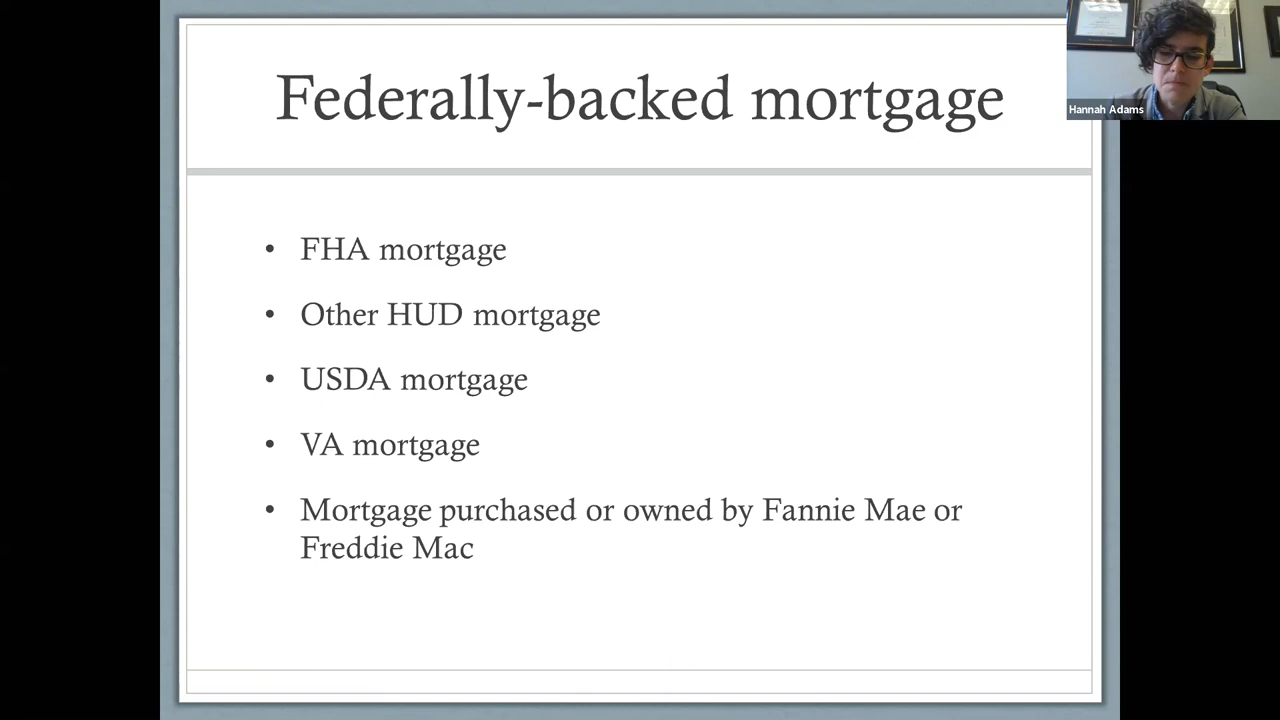 Federally-backed mortgage
Hannah Adams
• FHA mortgage
• Other HUD mortgage
• USDA mortgage
• VA mortgage
• Mortgage purchased or owned by Fannie Mae or
Freddie Mac